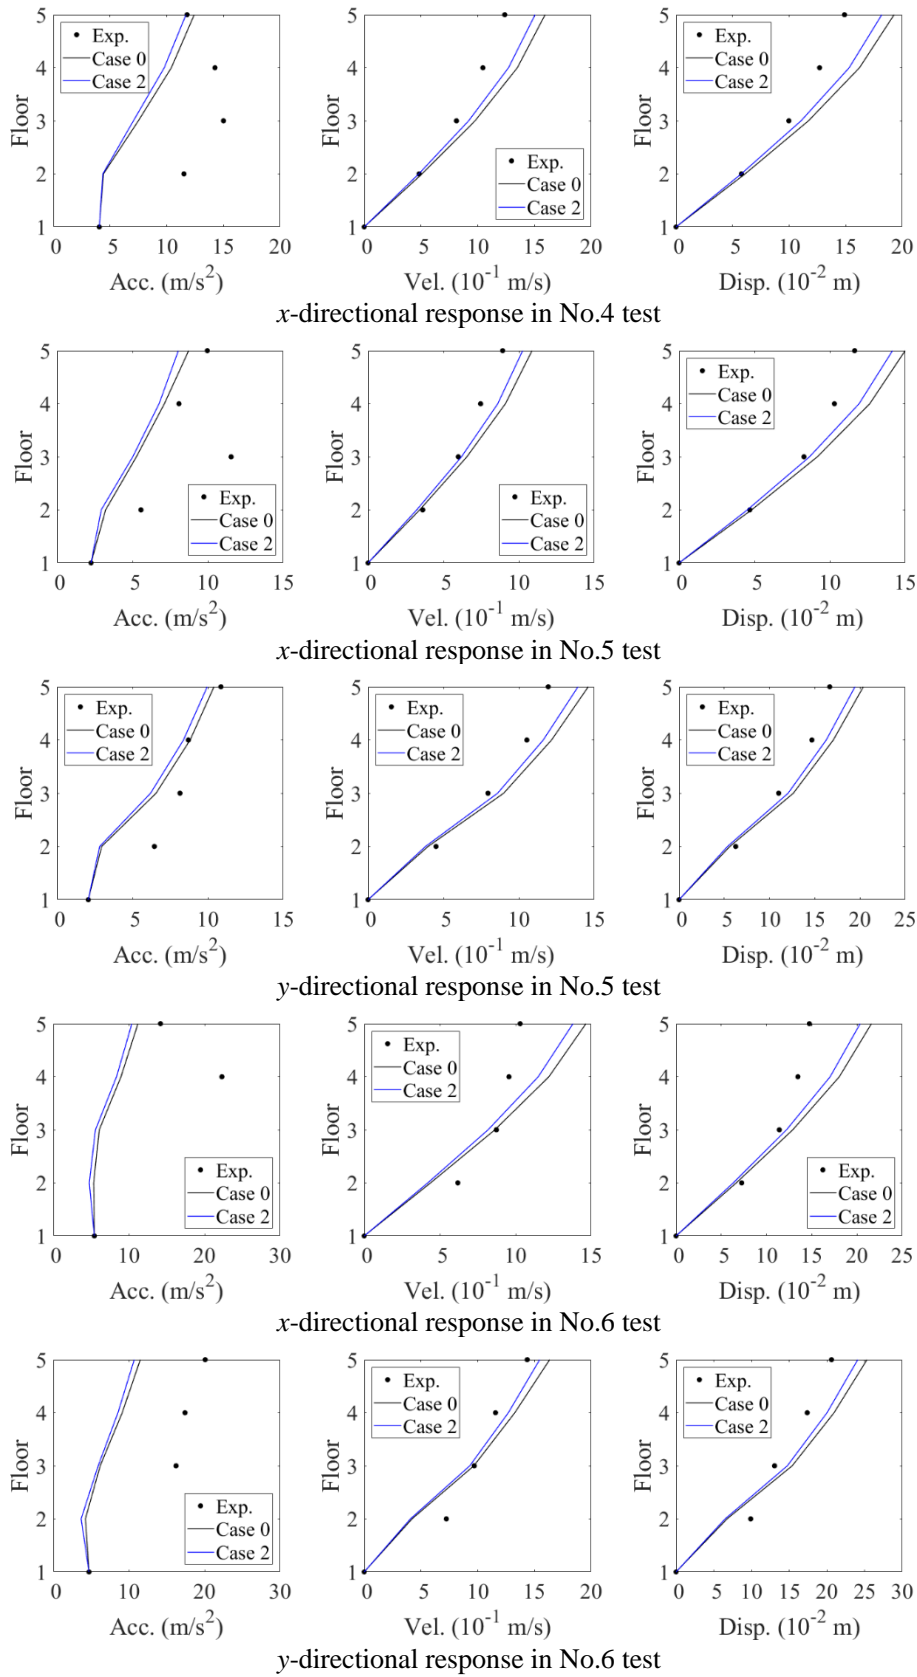 5
4
3
2
1
Floor
Exp.
Case 0
Case 2
0 5 10 15 20
Acc. (m/s²)
5
4
3
2
1
Floor
Exp.
Case 0
Case 2
0 5 10 15 20
Vel. (10⁻¹ m/s)
5
4
3
2
1
Floor
Exp.
Case 0
Case 2
0 5 10 15 20
Disp. (10⁻² m)
x-directional response in No.4 test
5
4
3
2
1
Floor
Exp.
Case 0
Case 2
0 5 10 15
Acc. (m/s²)
5
4
3
2
1
Floor
Exp.
Case 0
Case 2
0 5 10 15
Vel. (10⁻¹ m/s)
5
4
3
2
1
Floor
Exp.
Case 0
Case 2
0 5 10 15
Disp. (10⁻² m)
x-directional response in No.5 test
5
4
3
2
1
Floor
Exp.
Case 0
Case 2
0 5 10 15
Acc. (m/s²)
5
4
3
2
1
Floor
Exp.
Case 0
Case 2
0 5 10 15
Vel. (10⁻¹ m/s)
5
4
3
2
1
Floor
Exp.
Case 0
Case 2
0 5 10 15 20 25
Disp. (10⁻² m)
y-directional response in No.5 test
5
4
3
2
1
Floor
Exp.
Case 0
Case 2
0 10 20 30
Acc. (m/s²)
5
4
3
2
1
Floor
Exp.
Case 0
Case 2
0 5 10 15
Vel. (10⁻¹ m/s)
5
4
3
2
1
Floor
Exp.
Case 0
Case 2
0 5 10 15 20 25
Disp. (10⁻² m)
x-directional response in No.6 test
5
4
3
2
1
Floor
Exp.
Case 0
Case 2
0 10 20 30
Acc. (m/s²)
5
4
3
2
1
Floor
Exp.
Case 0
Case 2
0 5 10 15 20
Vel. (10⁻¹ m/s)
5
4
3
2
1
Floor
Exp.
Case 0
Case 2
0 5 10 15 20 25 30
Disp. (10⁻² m)
y-directional response in No.6 test